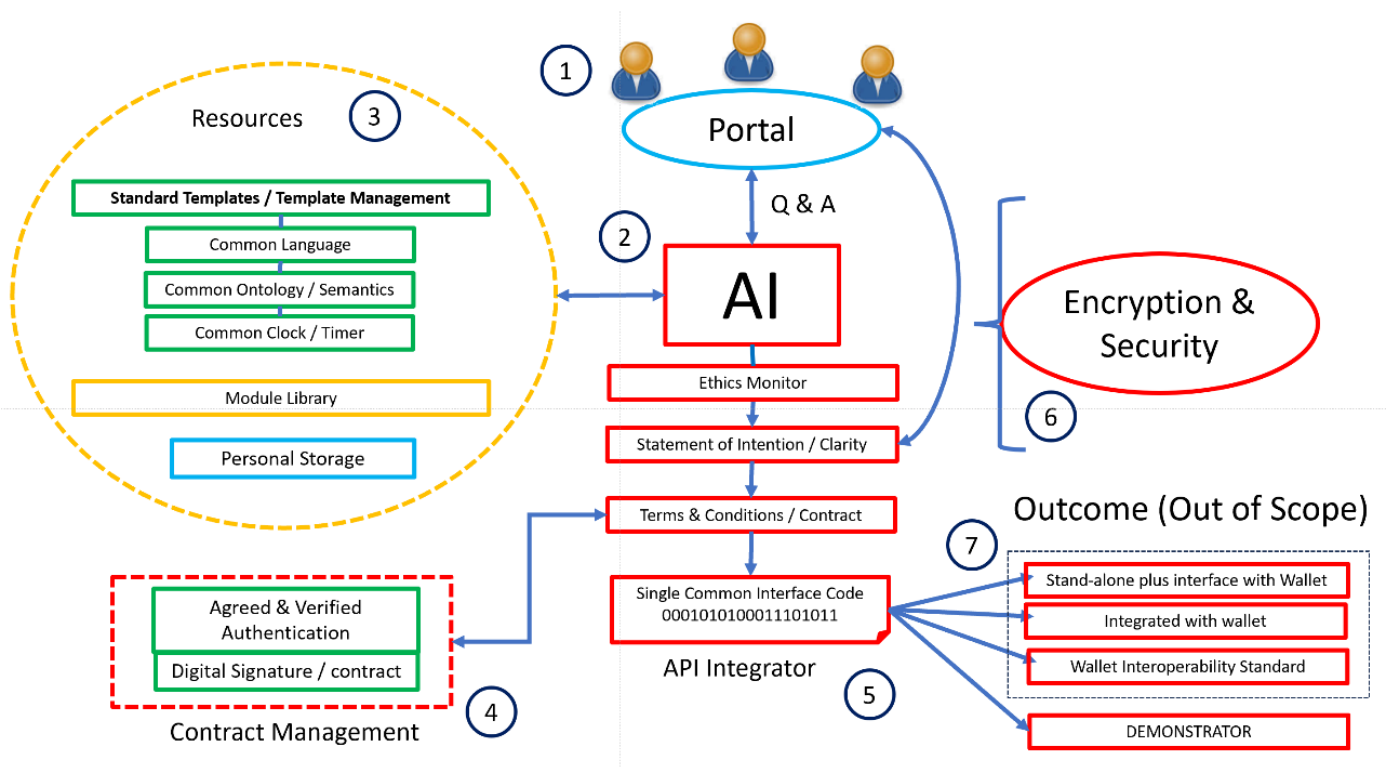 1
Portal
Resources
3
Standard Templates / Template Management
Common Language
Common Ontology / Semantics
Common Clock / Timer
Module Library
Personal Storage
Q & A
2
AI
Ethics Monitor
Statement of Intention / Clarity
Terms & Conditions / Contract
Single Common Interface Code
0001010100011101011
API Integrator
5
Encryption &
Security
6
Agreed & Verified
Authentication
Digital Signature / contract
Contract Management
4
Outcome (Out of Scope)
7
Stand-alone plus interface with Wallet
Integrated with wallet
Wallet Interoperability Standard
DEMONSTRATOR